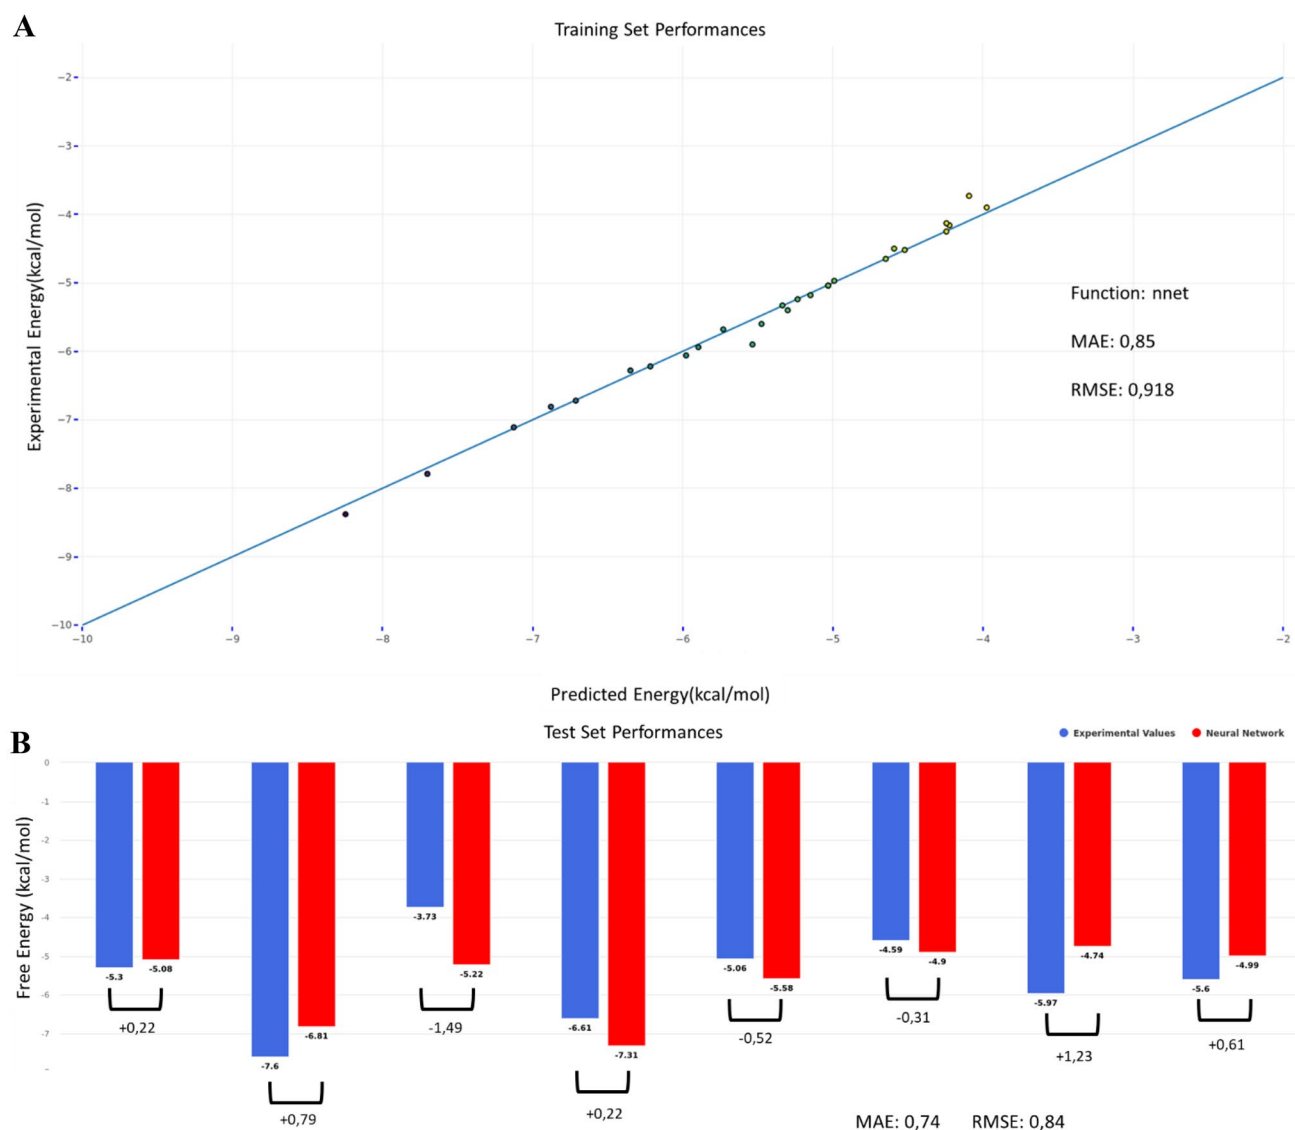 A
Training Set Performances
Experimental Energy(kcal/mol)
−2
−3
−4
−5
−6
−7
−8
−9
−10
Function: nnet
MAE: 0,85
RMSE: 0,918
−10 −9 −8 −7 −6 −5 −4 −3 −2
Predicted Energy(kcal/mol)
B
Test Set Performances
Experimental Values Neural Network
Free Energy (kcal/mol)
0
-1
-2
-3
-4
-5
-6
-7
-5.3 -5.08
+0,22
-7.6 -6.81
+0,79
-3.73 -5.22
-1,49
-6.61 -7.31
+0,22
-5.06 -5.58
-0,52
-4.59 -4.9
-0,31
-5.97 -4.74
+1,23
-5.6 -4.99
+0,61
MAE: 0,74 RMSE: 0,84